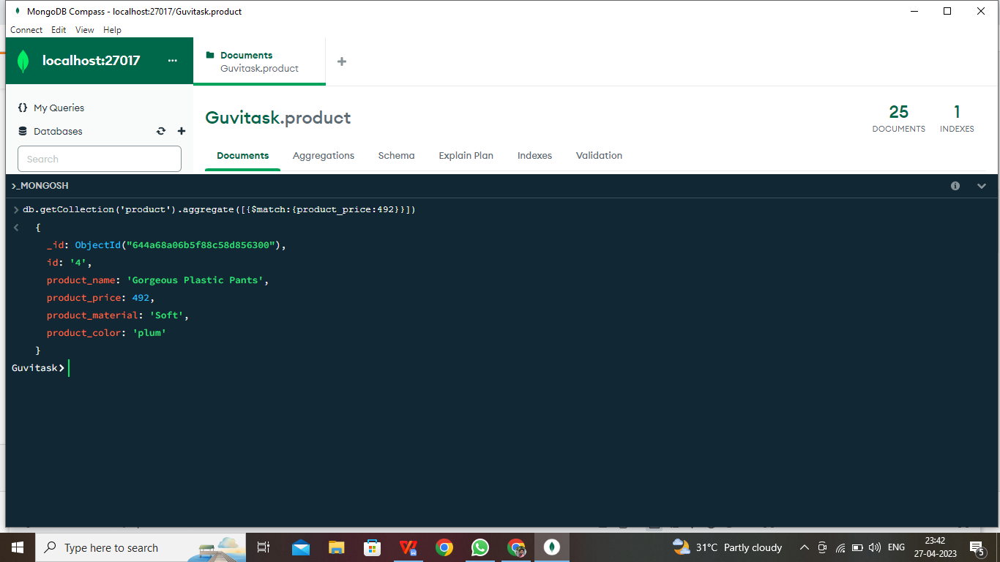 MongoDB Compass - localhost:27017/Guvitask.product
Connect Edit View Help
localhost:27017 ...
Documents
Guvitask.product
+
{} My Queries
Databases
Search
Guvitask.product
25
DOCUMENTS
1
INDEXES
Documents Aggregations Schema Explain Plan Indexes Validation
>_MONGOSH
> db.getCollection('product').aggregate([{$match:{product_price:492}}])
< {
_id: ObjectId("644a68a06b5f88c58d856300"),
id: '4',
product_name: 'Gorgeous Plastic Pants',
product_price: 492,
product_material: 'Soft',
product_color: 'plum'
}
Guvitask>
Type here to search
31°C Partly cloudy
ENG
23:42
27-04-2023
5